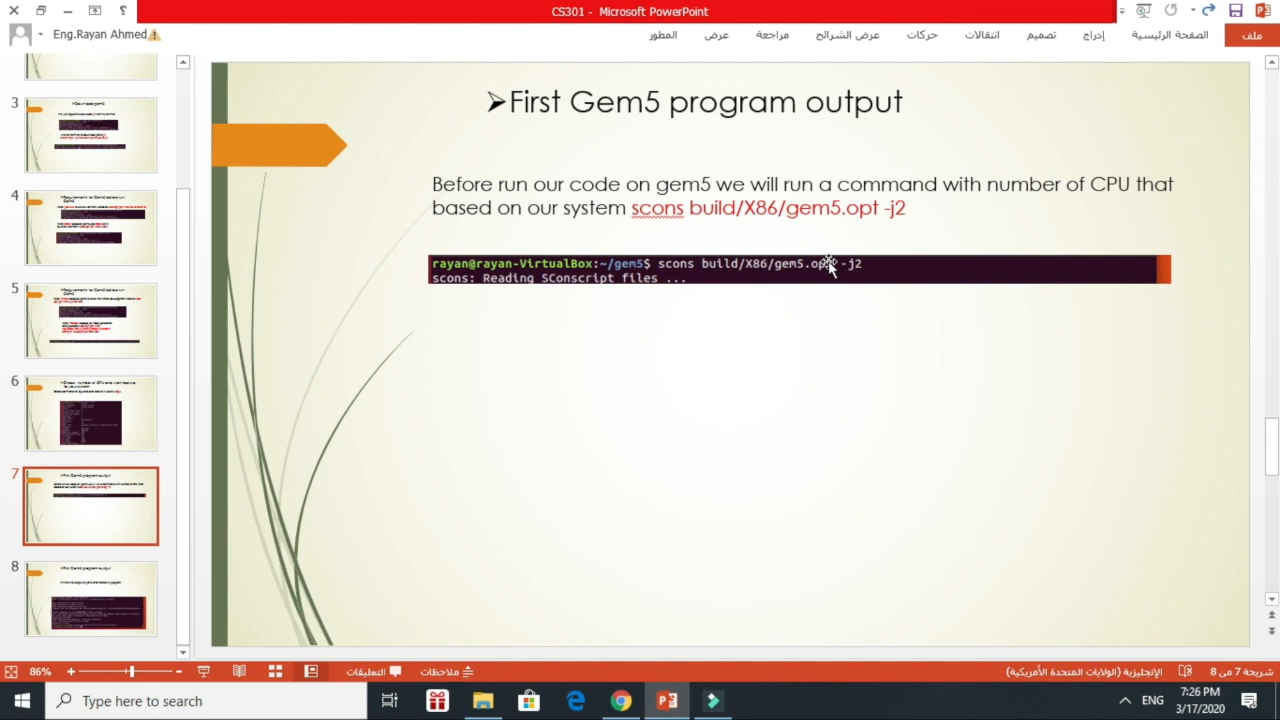 CS301 - Microsoft PowerPoint
Eng.Rayan Ahmed
ملف
الصفحة الرئيسية
إدراج
تصميم
انتقالات
حركات
عرض الشرائح
مراجعة
عرض
المطور
3
4
5
6
7
8
➢First Gem5 program output
Before run our code on gem5 we will run a command with number of CPU that
based in our system scons build/X86/gem5.opt -j2
rayan@rayan-VirtualBox:~/gem5$ scons build/X86/gem5.opt -j2
scons: Reading SConscript files ...
شريحة 7 من 8
الإنجليزية (الولايات المتحدة الأمريكية)
ملاحظات
التعليقات
86%
Type here to search
ENG
7:26 PM
3/17/2020